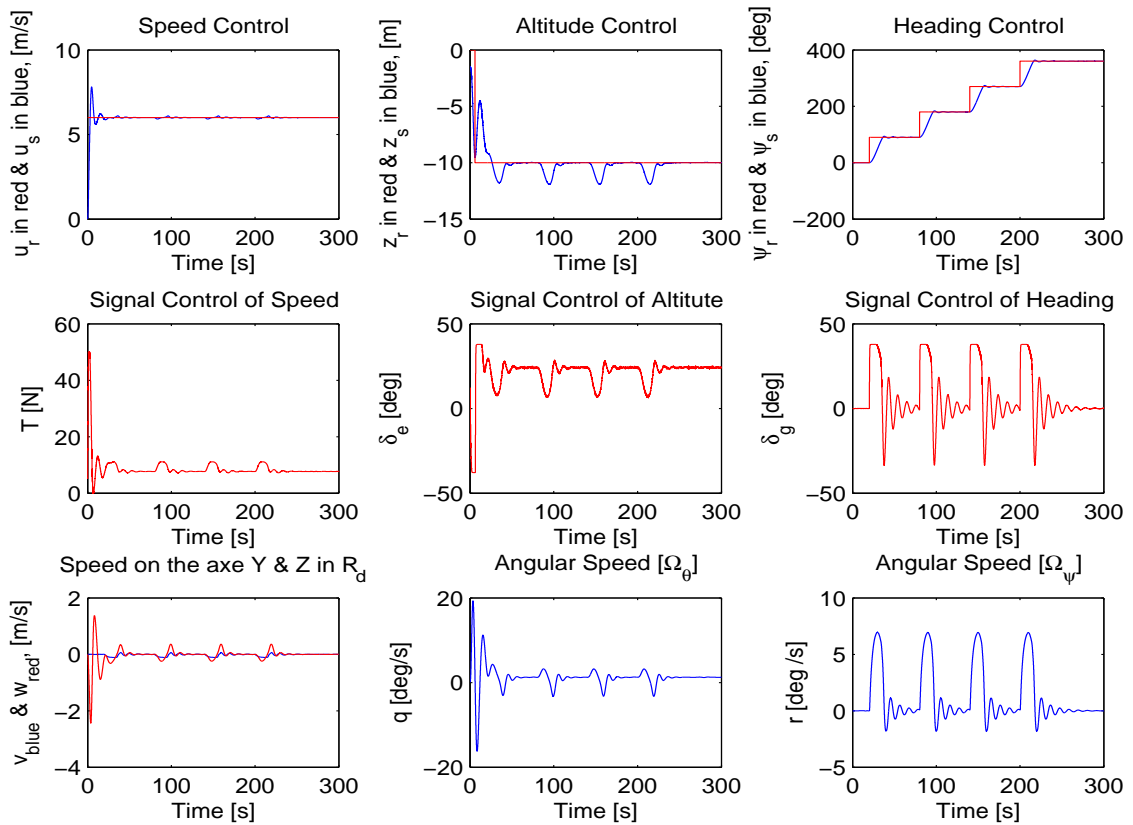 Speed Control
u_r in red & u_s in blue, [m/s]
10
5
0
0 100 200 300
Time [s]
Altitude Control
z_r in red & z_s in blue, [m]
0
−5
−10
−15
0 100 200 300
Time [s]
Heading Control
ψ_r in red & ψ_s in blue, [deg]
400
200
0
−200
0 100 200 300
Time [s]
Signal Control of Speed
T [N]
60
40
20
0
0 100 200 300
Time [s]
Signal Control of Altitute
δ_e [deg]
50
0
−50
0 100 200 300
Time [s]
Signal Control of Heading
δ_g [deg]
50
0
−50
0 100 200 300
Time [s]
Speed on the axe Y & Z in R_d
v_blue & w_red, [m/s]
2
0
−2
−4
0 100 200 300
Time [s]
Angular Speed [Ω_θ]
q [deg/s]
20
0
−20
0 100 200 300
Time [s]
Angular Speed [Ω_ψ]
r [deg /s]
10
5
0
−5
0 100 200 300
Time [s]